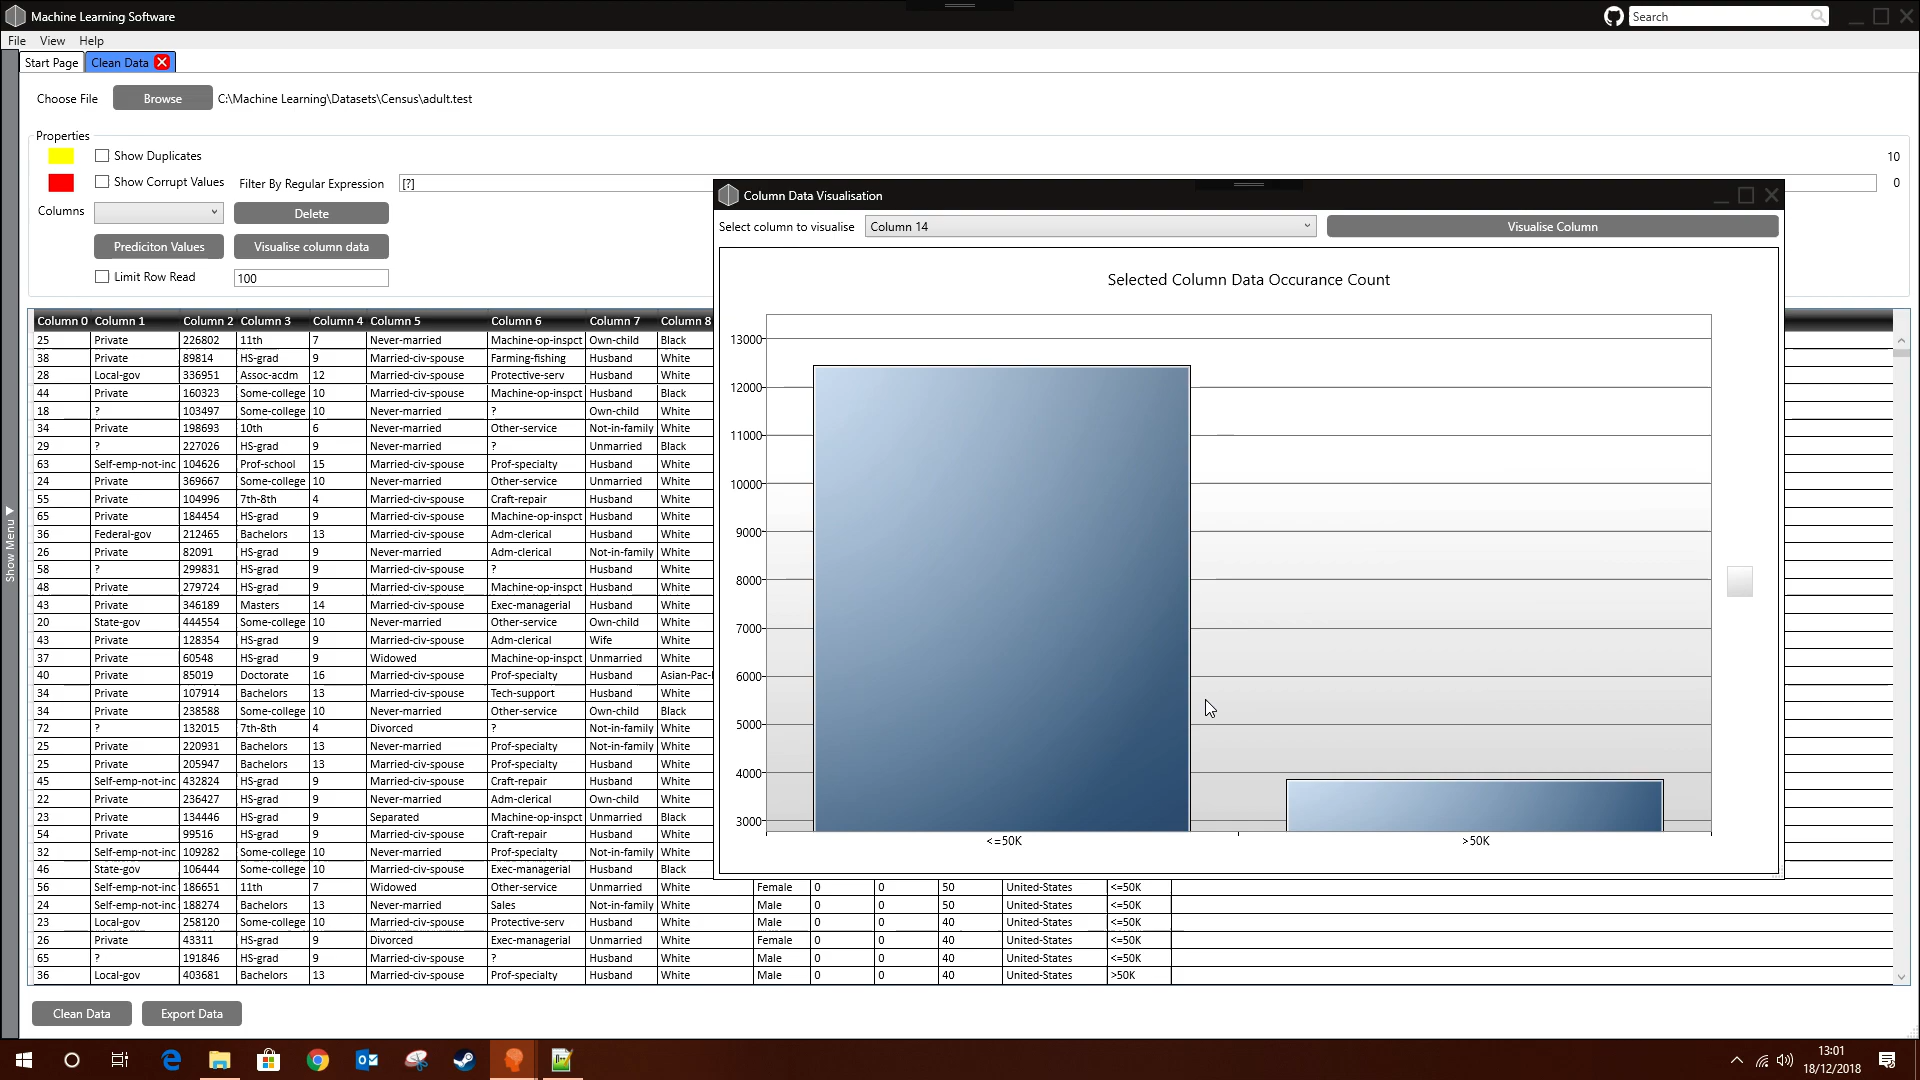 Machine Learning Software
Search
File View Help
Start Page Clean Data
Choose File Browse C:\Machine Learning\Datasets\Census\adult.test
Properties
Show Duplicates 10
Show Corrupt Values Filter By Regular Expression [?] 0
Columns Delete
Prediciton Values Visualise column data
Limit Row Read 100
Show Menu
Column 0 Column 1 Column 2 Column 3 Column 4 Column 5 Column 6 Column 7 Column 8
25 Private 226802 11th 7 Never-married Machine-op-inspct Own-child Black
38 Private 89814 HS-grad 9 Married-civ-spouse Farming-fishing Husband White
28 Local-gov 336951 Assoc-acdm 12 Married-civ-spouse Protective-serv Husband White
44 Private 160323 Some-college 10 Married-civ-spouse Machine-op-inspct Husband Black
18 ? 103497 Some-college 10 Never-married ? Own-child White
34 Private 198693 10th 6 Never-married Other-service Not-in-family White
29 ? 227026 HS-grad 9 Never-married ? Unmarried Black
63 Self-emp-not-inc 104626 Prof-school 15 Married-civ-spouse Prof-specialty Husband White
24 Private 369667 Some-college 10 Never-married Other-service Unmarried White
55 Private 104996 7th-8th 4 Married-civ-spouse Craft-repair Husband White
65 Private 184454 HS-grad 9 Married-civ-spouse Machine-op-inspct Husband White
36 Federal-gov 212465 Bachelors 13 Married-civ-spouse Adm-clerical Husband White
26 Private 82091 HS-grad 9 Never-married Adm-clerical Not-in-family White
58 ? 299831 HS-grad 9 Married-civ-spouse ? Husband White
48 Private 279724 HS-grad 9 Married-civ-spouse Machine-op-inspct Husband White
43 Private 346189 Masters 14 Married-civ-spouse Exec-managerial Husband White
20 State-gov 444554 Some-college 10 Never-married Other-service Own-child White
43 Private 128354 HS-grad 9 Married-civ-spouse Adm-clerical Wife White
37 Private 60548 HS-grad 9 Widowed Machine-op-inspct Unmarried White
40 Private 85019 Doctorate 16 Married-civ-spouse Prof-specialty Husband Asian-Pac-I
34 Private 107914 Bachelors 13 Married-civ-spouse Tech-support Husband White
34 Private 238588 Some-college 10 Never-married Other-service Own-child Black
72 ? 132015 7th-8th 4 Divorced ? Not-in-family White
25 Private 220931 Bachelors 13 Never-married Prof-specialty Not-in-family White
25 Private 205947 Bachelors 13 Married-civ-spouse Prof-specialty Husband White
45 Self-emp-not-inc 432824 HS-grad 9 Married-civ-spouse Craft-repair Husband White
22 Private 236427 HS-grad 9 Never-married Adm-clerical Own-child White
23 Private 134446 HS-grad 9 Separated Machine-op-inspct Unmarried Black
54 Private 99516 HS-grad 9 Married-civ-spouse Craft-repair Husband White
32 Self-emp-not-inc 109282 Some-college 10 Never-married Prof-specialty Not-in-family White
46 State-gov 106444 Some-college 10 Married-civ-spouse Exec-managerial Husband Black
56 Self-emp-not-inc 186651 11th 7 Widowed Other-service Unmarried White Female 0 0 50 United-States <=50K
24 Self-emp-not-inc 188274 Bachelors 13 Never-married Sales Not-in-family White Male 0 0 50 United-States <=50K
23 Local-gov 258120 Some-college 10 Married-civ-spouse Protective-serv Husband White Male 0 0 40 United-States <=50K
26 Private 43311 HS-grad 9 Divorced Exec-managerial Unmarried White Female 0 0 40 United-States <=50K
65 ? 191846 HS-grad 9 Married-civ-spouse ? Husband White Male 0 0 40 United-States <=50K
36 Local-gov 403681 Bachelors 13 Married-civ-spouse Prof-specialty Husband White Male 0 0 40 United-States >50K
Column Data Visualisation
Select column to visualise Column 14 Visualise Column
Selected Column Data Occurance Count
13000
12000
11000
10000
9000
8000
7000
6000
5000
4000
3000
<=50K >50K
Clean Data Export Data
13:01
18/12/2018